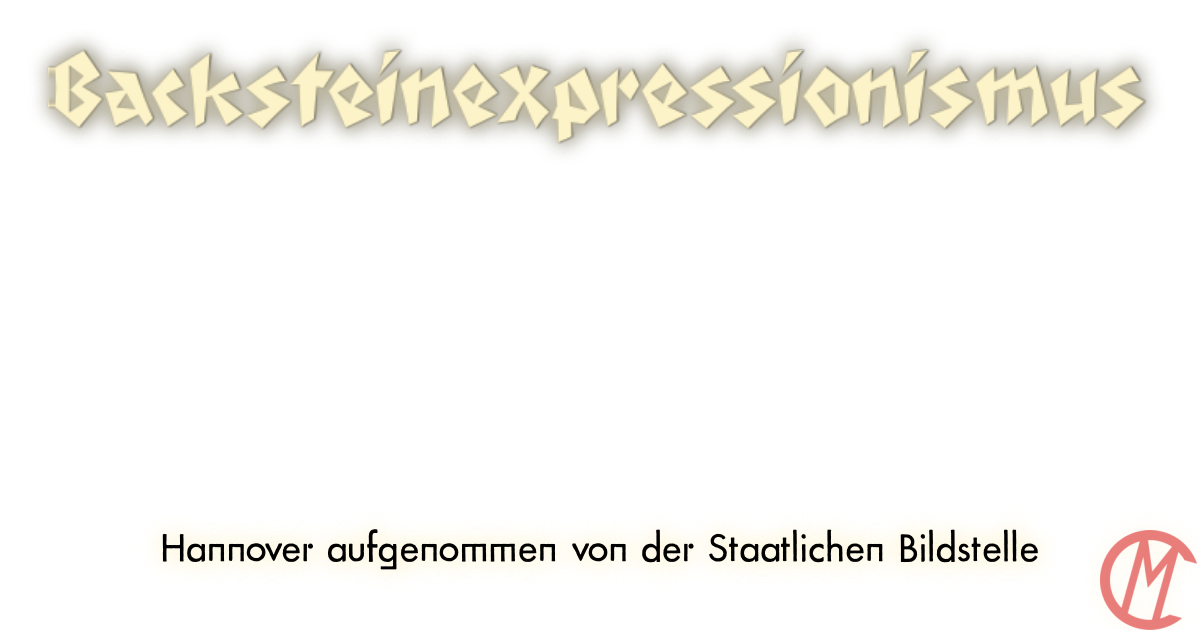 Backsteinexpressionismus
Hannover aufgenommen von der Staatlichen Bildstelle